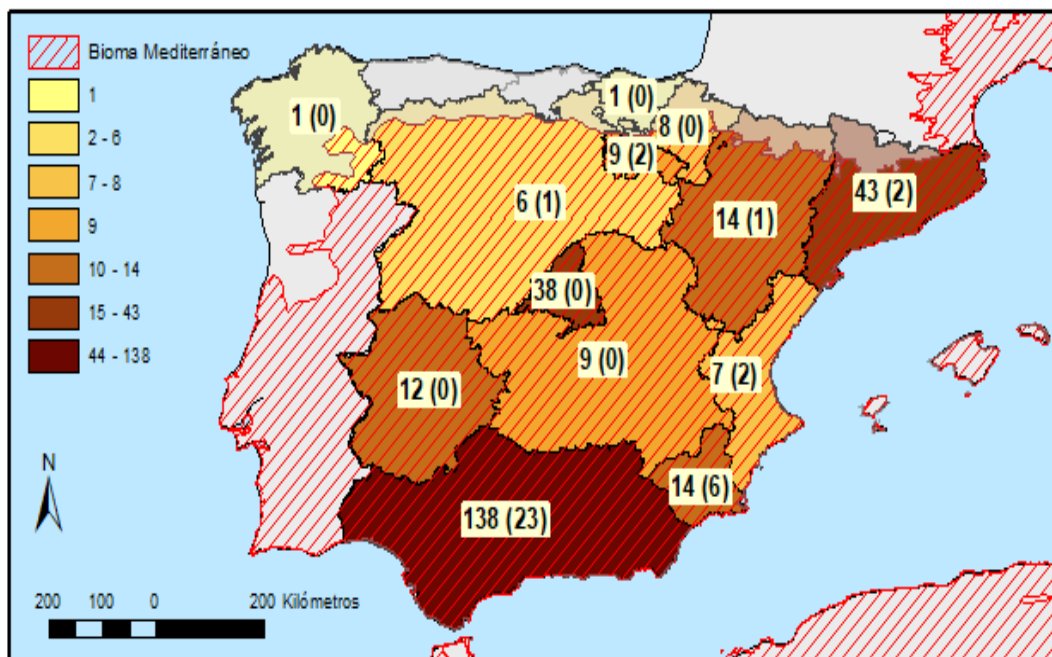 Bioma Mediterráneo
1
2 - 6
7 - 8
9
10 - 14
15 - 43
44 - 138
1 (0)
1 (0)
8 (0)
9 (2)
6 (1)
14 (1)
43 (2)
38 (0)
9 (0)
7 (2)
12 (0)
14 (6)
138 (23)
N
200 100 0 200 Kilómetros